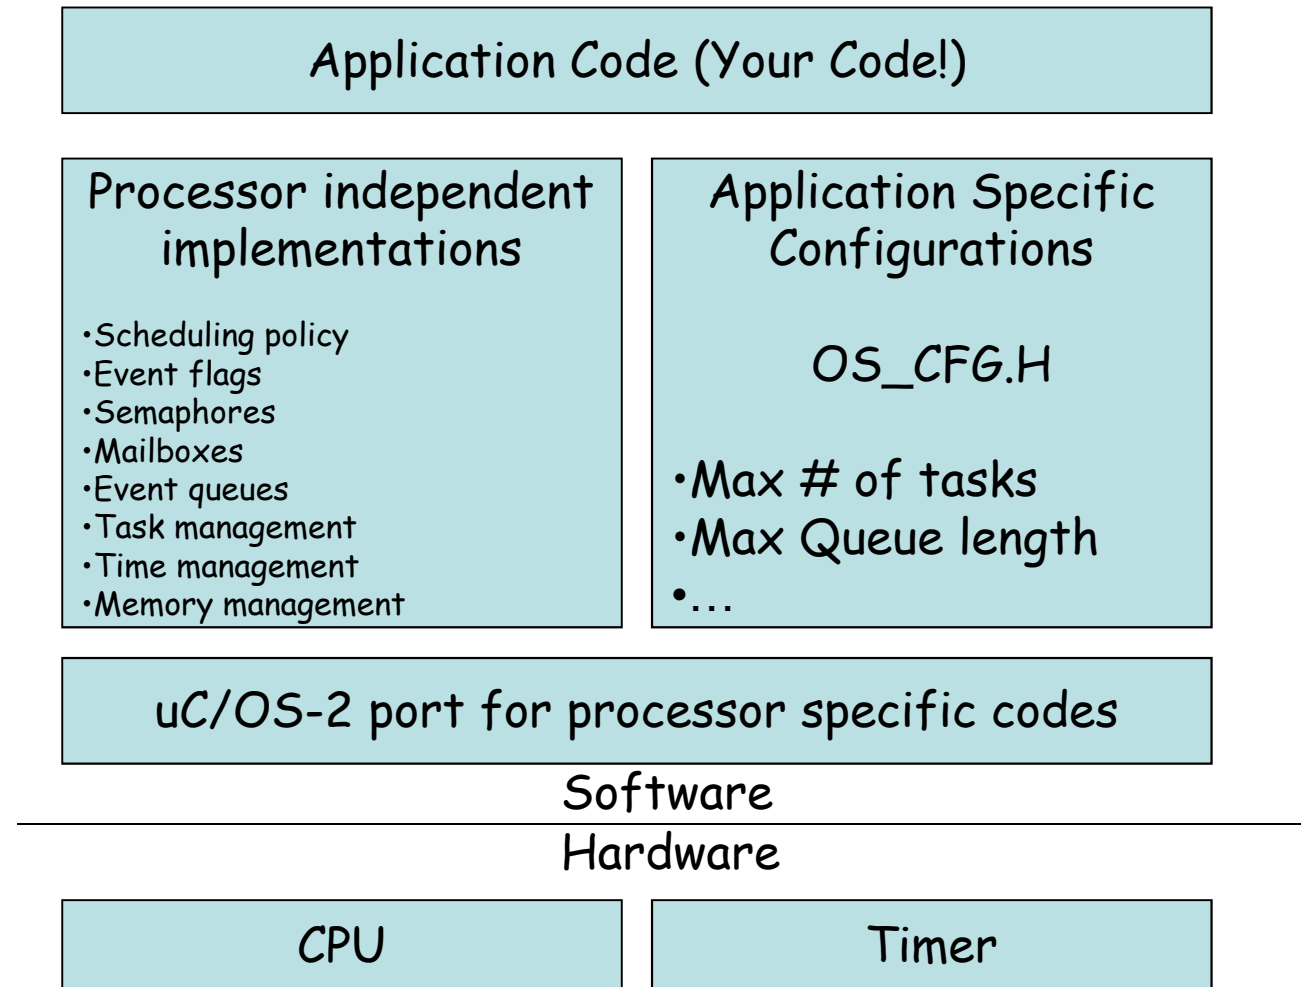 Application Code (Your Code!)
Processor independent
implementations
•Scheduling policy
•Event flags
•Semaphores
•Mailboxes
•Event queues
•Task management
•Time management
•Memory management
Application Specific
Configurations
OS_CFG.H
•Max # of tasks
•Max Queue length
•...
uC/OS-2 port for processor specific codes
Software
Hardware
CPU
Timer